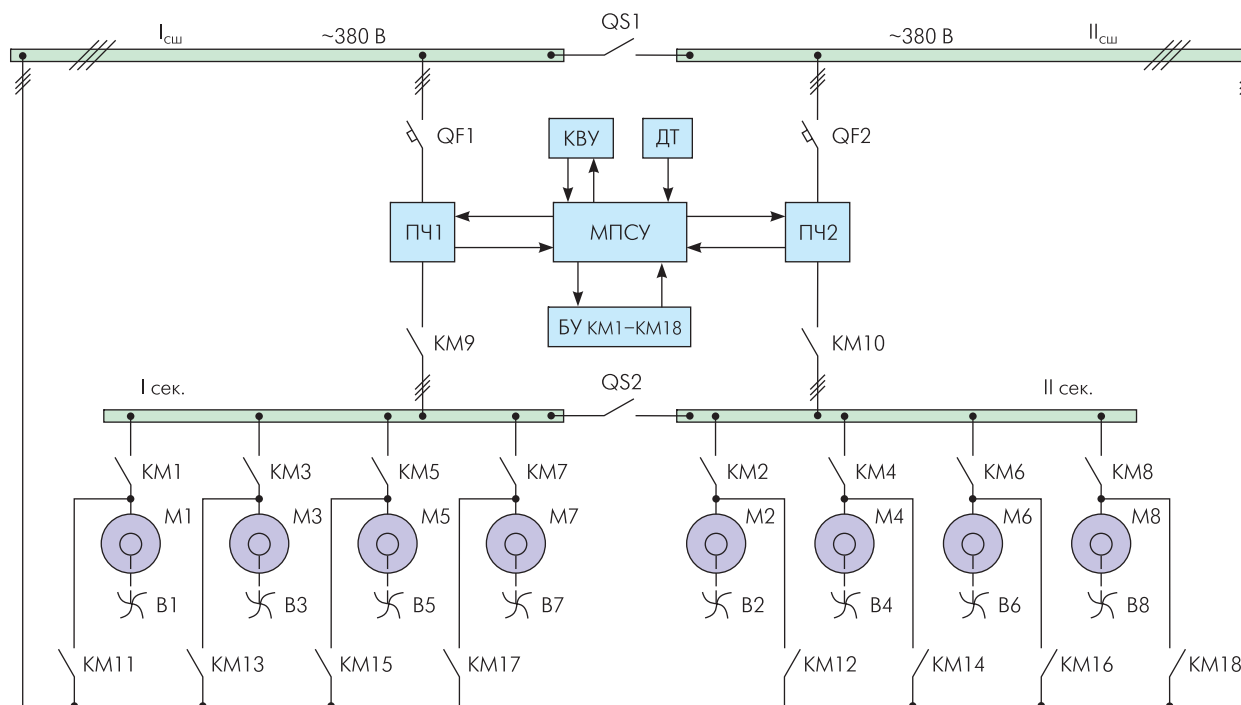 QS1
Iсш
~380 В
~380 В
IIсш
QF1
КВУ
ДТ
QF2
ПЧ1
МПСУ
ПЧ2
БУ КМ1–КМ18
КМ9
КМ10
QS2
I сек.
II сек.
КМ1
КМ3
КМ5
КМ7
КМ2
КМ4
КМ6
КМ8
М1
М3
М5
М7
М2
М4
М6
М8
В1
В3
В5
В7
В2
В4
В6
В8
КМ11
КМ13
КМ15
КМ17
КМ12
КМ14
КМ16
КМ18